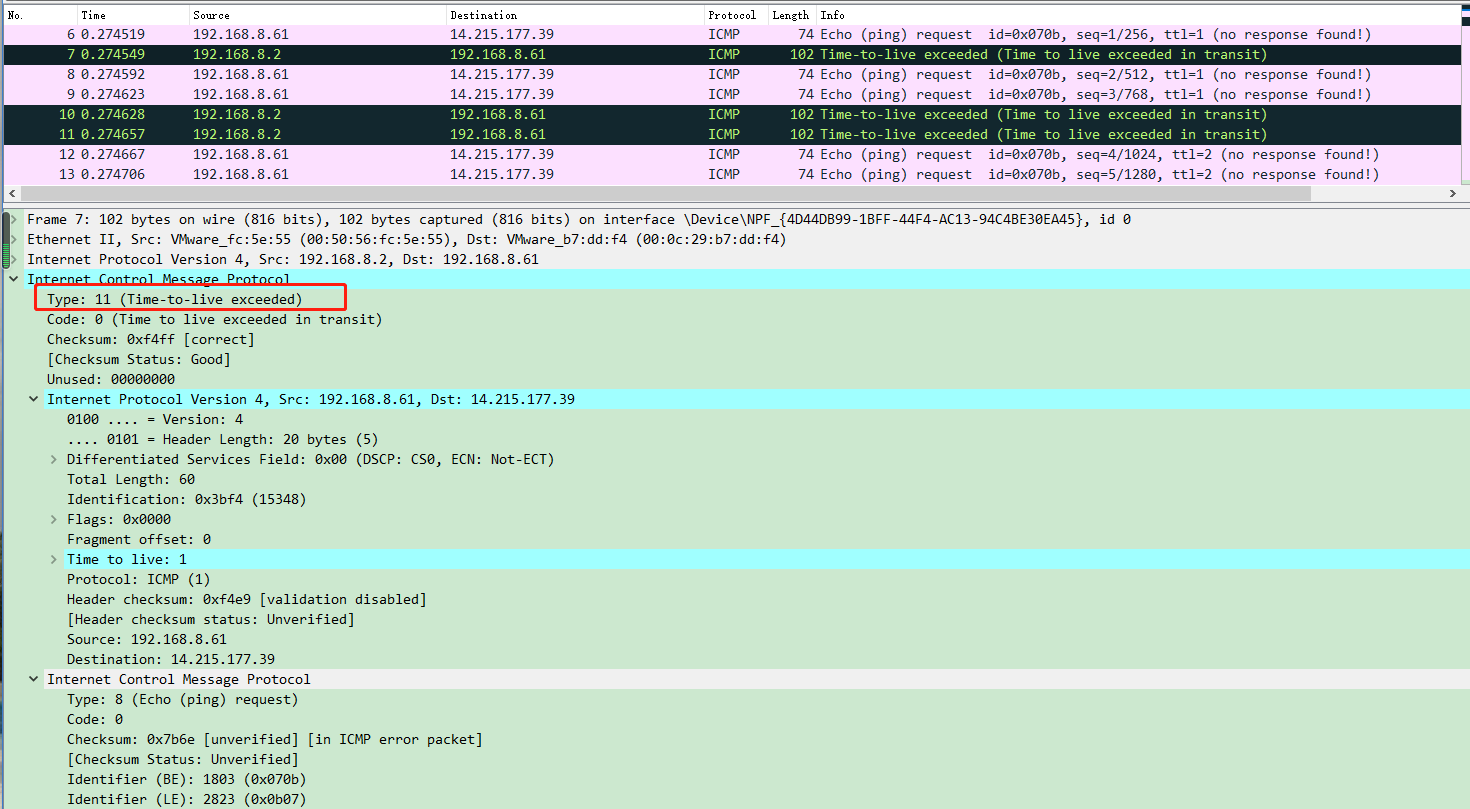 No. Time Source Destination Protocol Length Info
6 0.274519 192.168.8.61 14.215.177.39 ICMP 74 Echo (ping) request id=0x070b, seq=1/256, ttl=1 (no response found!)
7 0.274549 192.168.8.2 192.168.8.61 ICMP 102 Time-to-live exceeded (Time to live exceeded in transit)
8 0.274592 192.168.8.61 14.215.177.39 ICMP 74 Echo (ping) request id=0x070b, seq=2/512, ttl=1 (no response found!)
9 0.274623 192.168.8.61 14.215.177.39 ICMP 74 Echo (ping) request id=0x070b, seq=3/768, ttl=1 (no response found!)
10 0.274628 192.168.8.2 192.168.8.61 ICMP 102 Time-to-live exceeded (Time to live exceeded in transit)
11 0.274657 192.168.8.2 192.168.8.61 ICMP 102 Time-to-live exceeded (Time to live exceeded in transit)
12 0.274667 192.168.8.61 14.215.177.39 ICMP 74 Echo (ping) request id=0x070b, seq=4/1024, ttl=2 (no response found!)
13 0.274706 192.168.8.61 14.215.177.39 ICMP 74 Echo (ping) request id=0x070b, seq=5/1280, ttl=2 (no response found!)
Frame 7: 102 bytes on wire (816 bits), 102 bytes captured (816 bits) on interface \Device\NPF_{4D44DB99-1BFF-44F4-AC13-94C4BE30EA45}, id 0
Ethernet II, Src: VMware_fc:5e:55 (00:50:56:fc:5e:55), Dst: VMware_b7:dd:f4 (00:0c:29:b7:dd:f4)
Internet Protocol Version 4, Src: 192.168.8.2, Dst: 192.168.8.61
Internet Control Message Protocol
Type: 11 (Time-to-live exceeded)
Code: 0 (Time to live exceeded in transit)
Checksum: 0xf4ff [correct]
[Checksum Status: Good]
Unused: 00000000
Internet Protocol Version 4, Src: 192.168.8.61, Dst: 14.215.177.39
0100 .... = Version: 4
.... 0101 = Header Length: 20 bytes (5)
Differentiated Services Field: 0x00 (DSCP: CS0, ECN: Not-ECT)
Total Length: 60
Identification: 0x3bf4 (15348)
Flags: 0x0000
Fragment offset: 0
Time to live: 1
Protocol: ICMP (1)
Header checksum: 0xf4e9 [validation disabled]
[Header checksum status: Unverified]
Source: 192.168.8.61
Destination: 14.215.177.39
Internet Control Message Protocol
Type: 8 (Echo (ping) request)
Code: 0
Checksum: 0x7b6e [unverified] [in ICMP error packet]
[Checksum Status: Unverified]
Identifier (BE): 1803 (0x070b)
Identifier (LE): 2823 (0x0b07)